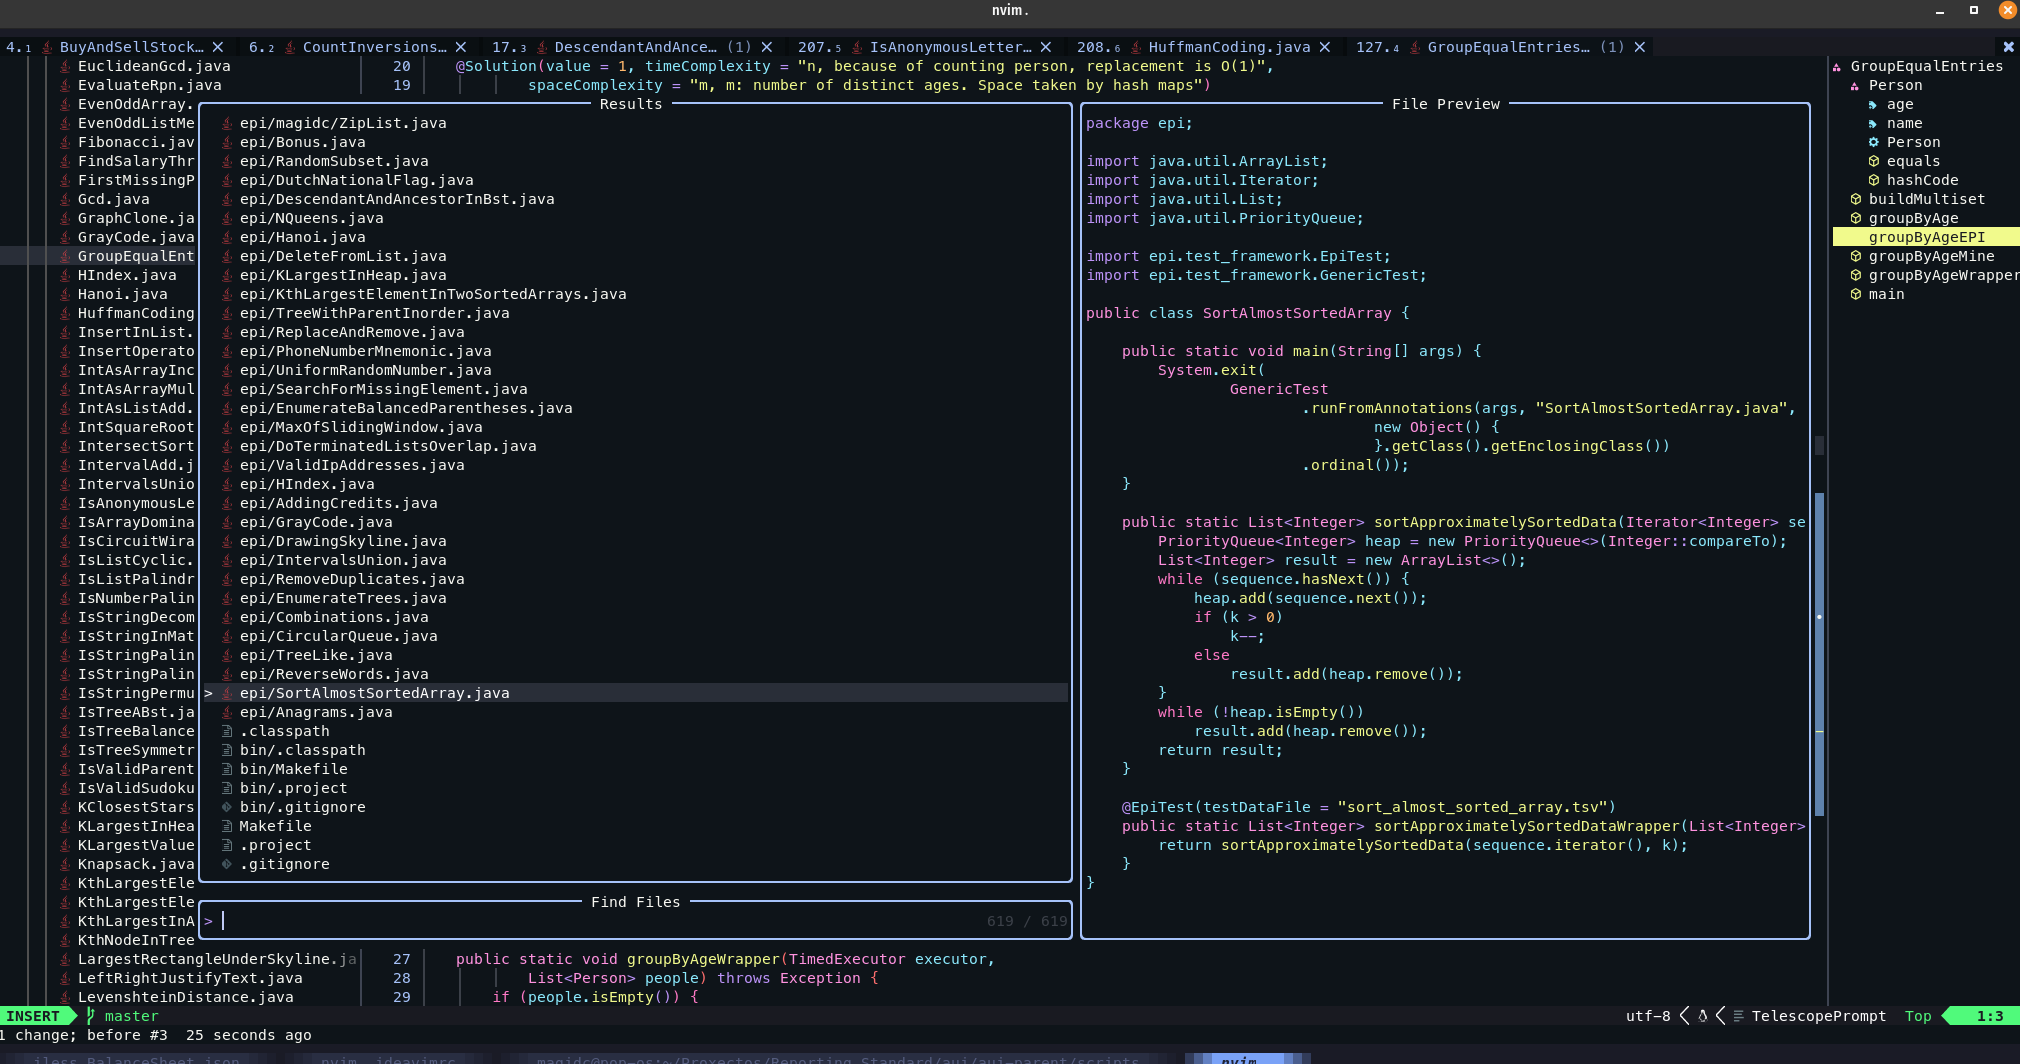 nvim .
4.₁ BuyAndSellStock… 6.₂ CountInversions… 17.₃ DescendantAndAnce… (1) 207.₅ IsAnonymousLetter… 208.₆ HuffmanCoding.java 127.₄ GroupEqualEntries… (1)
EuclideanGcd.java
EvaluateRpn.java
EvenOddArray.
EvenOddListMe
Fibonacci.jav
FindSalaryThr
FirstMissingP
Gcd.java
GraphClone.ja
GrayCode.java
GroupEqualEnt
HIndex.java
Hanoi.java
HuffmanCoding
InsertInList.
InsertOperato
IntAsArrayInc
IntAsArrayMul
IntAsListAdd.
IntSquareRoot
IntersectSort
IntervalAdd.j
IntervalsUnio
IsAnonymousLe
IsArrayDomina
IsCircuitWira
IsListCyclic.
IsListPalindr
IsNumberPalin
IsStringDecom
IsStringInMat
IsStringPalin
IsStringPalin
IsStringPermu
IsTreeABst.ja
IsTreeBalance
IsTreeSymmetr
IsValidParent
IsValidSudoku
KClosestStars
KLargestInHea
KLargestValue
Knapsack.java
KthLargestEle
KthLargestEle
KthLargestInA
KthNodeInTree
LargestRectangleUnderSkyline.ja
LeftRightJustifyText.java
LevenshteinDistance.java
20 @Solution(value = 1, timeComplexity = "n, because of counting person, replacement is O(1)",
19 spaceComplexity = "m, m: number of distinct ages. Space taken by hash maps")
Results
epi/magidc/ZipList.java
epi/Bonus.java
epi/RandomSubset.java
epi/DutchNationalFlag.java
epi/DescendantAndAncestorInBst.java
epi/NQueens.java
epi/Hanoi.java
epi/DeleteFromList.java
epi/KLargestInHeap.java
epi/KthLargestElementInTwoSortedArrays.java
epi/TreeWithParentInorder.java
epi/ReplaceAndRemove.java
epi/PhoneNumberMnemonic.java
epi/UniformRandomNumber.java
epi/SearchForMissingElement.java
epi/EnumerateBalancedParentheses.java
epi/MaxOfSlidingWindow.java
epi/DoTerminatedListsOverlap.java
epi/ValidIpAddresses.java
epi/HIndex.java
epi/AddingCredits.java
epi/GrayCode.java
epi/DrawingSkyline.java
epi/IntervalsUnion.java
epi/RemoveDuplicates.java
epi/EnumerateTrees.java
epi/Combinations.java
epi/CircularQueue.java
epi/TreeLike.java
epi/ReverseWords.java
> epi/SortAlmostSortedArray.java
epi/Anagrams.java
.classpath
bin/.classpath
bin/Makefile
bin/.project
bin/.gitignore
Makefile
.project
.gitignore
Find Files
> 619 / 619
File Preview
package epi;
import java.util.ArrayList;
import java.util.Iterator;
import java.util.List;
import java.util.PriorityQueue;
import epi.test_framework.EpiTest;
import epi.test_framework.GenericTest;
public class SortAlmostSortedArray {
public static void main(String[] args) {
System.exit(
GenericTest
.runFromAnnotations(args, "SortAlmostSortedArray.java",
new Object() {
}.getClass().getEnclosingClass())
.ordinal());
}
public static List<Integer> sortApproximatelySortedData(Iterator<Integer> se
PriorityQueue<Integer> heap = new PriorityQueue<>(Integer::compareTo);
List<Integer> result = new ArrayList<>();
while (sequence.hasNext()) {
heap.add(sequence.next());
if (k > 0)
k--;
else
result.add(heap.remove());
}
while (!heap.isEmpty())
result.add(heap.remove());
return result;
}
@EpiTest(testDataFile = "sort_almost_sorted_array.tsv")
public static List<Integer> sortApproximatelySortedDataWrapper(List<Integer>
return sortApproximatelySortedData(sequence.iterator(), k);
}
}
27 public static void groupByAgeWrapper(TimedExecutor executor,
28 List<Person> people) throws Exception {
29 if (people.isEmpty()) {
GroupEqualEntries
Person
age
name
Person
equals
hashCode
buildMultiset
groupByAge
groupByAgeEPI
groupByAgeMine
groupByAgeWrapper
main
INSERT master utf-8 TelescopePrompt Top 1:3
1 change; before #3 25 seconds ago
iless BalanceSheet.json nvim .ideavimrc magidc@pop-os:~/Proxectos/Reporting Standard/aui/aui-parent/scripts nvim